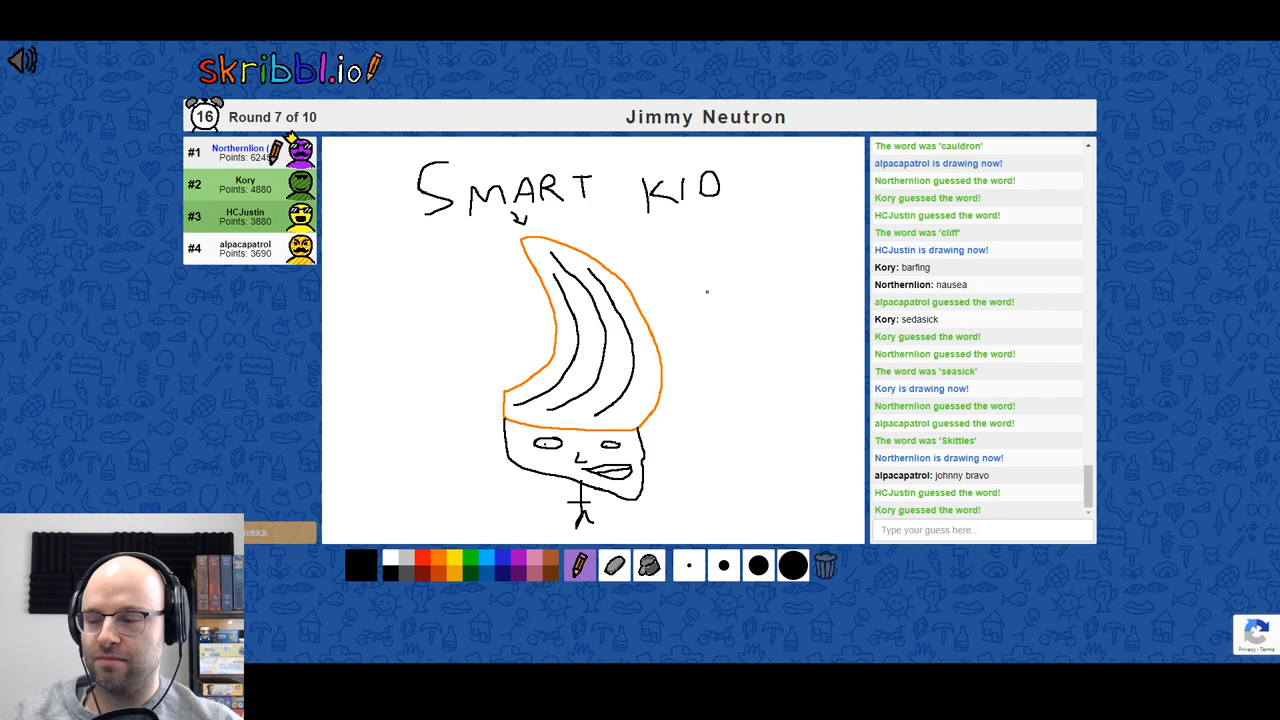 skribbl.io
16 Round 7 of 10
Jimmy Neutron
#1 Northernlion (
Points: 6245
#2 Kory
Points: 4880
#3 HCJustin
Points: 3880
#4 alpacapatrol
Points: 3690
SMART KID
The word was 'cauldron'
alpacapatrol is drawing now!
Northernlion guessed the word!
Kory guessed the word!
HCJustin guessed the word!
The word was 'cliff'
HCJustin is drawing now!
Kory: barfing
Northernlion: nausea
alpacapatrol guessed the word!
Kory: sedasick
Kory guessed the word!
Northernlion guessed the word!
The word was 'seasick'
Kory is drawing now!
Northernlion guessed the word!
alpacapatrol guessed the word!
The word was 'Skittles'
Northernlion is drawing now!
alpacapatrol: johnny bravo
HCJustin guessed the word!
Kory guessed the word!
Type your guess here...
Privacy - Terms